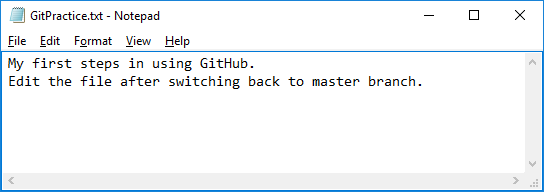 GitPractice.txt - Notepad
File Edit Format View Help
My first steps in using GitHub.
Edit the file after switching back to master branch.